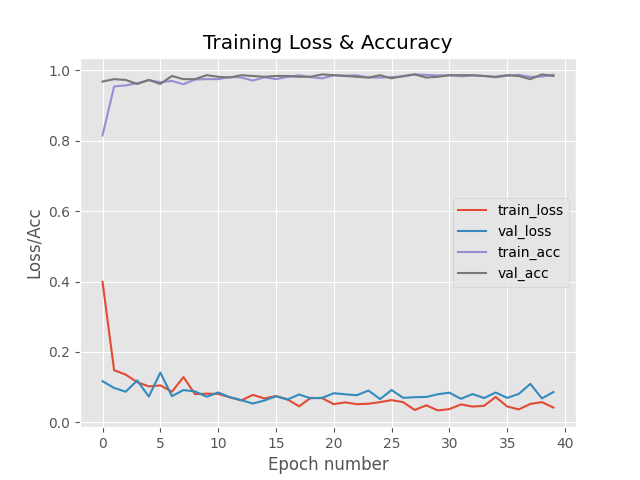 Training Loss & Accuracy
1.0
0.8
0.6
0.4
0.2
0.0
Loss/Acc
train_loss
val_loss
train_acc
val_acc
0 5 10 15 20 25 30 35 40
Epoch number